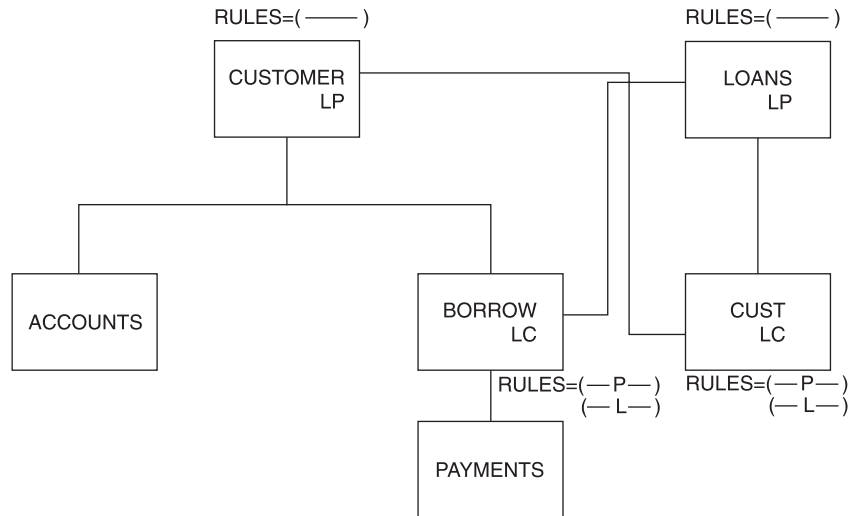 RULES=( —— )
RULES=( —— )
CUSTOMER
LP
LOANS
LP
ACCOUNTS
BORROW
LC
CUST
LC
RULES=( —P— )
( — L— )
RULES=( —P— )
( — L— )
PAYMENTS